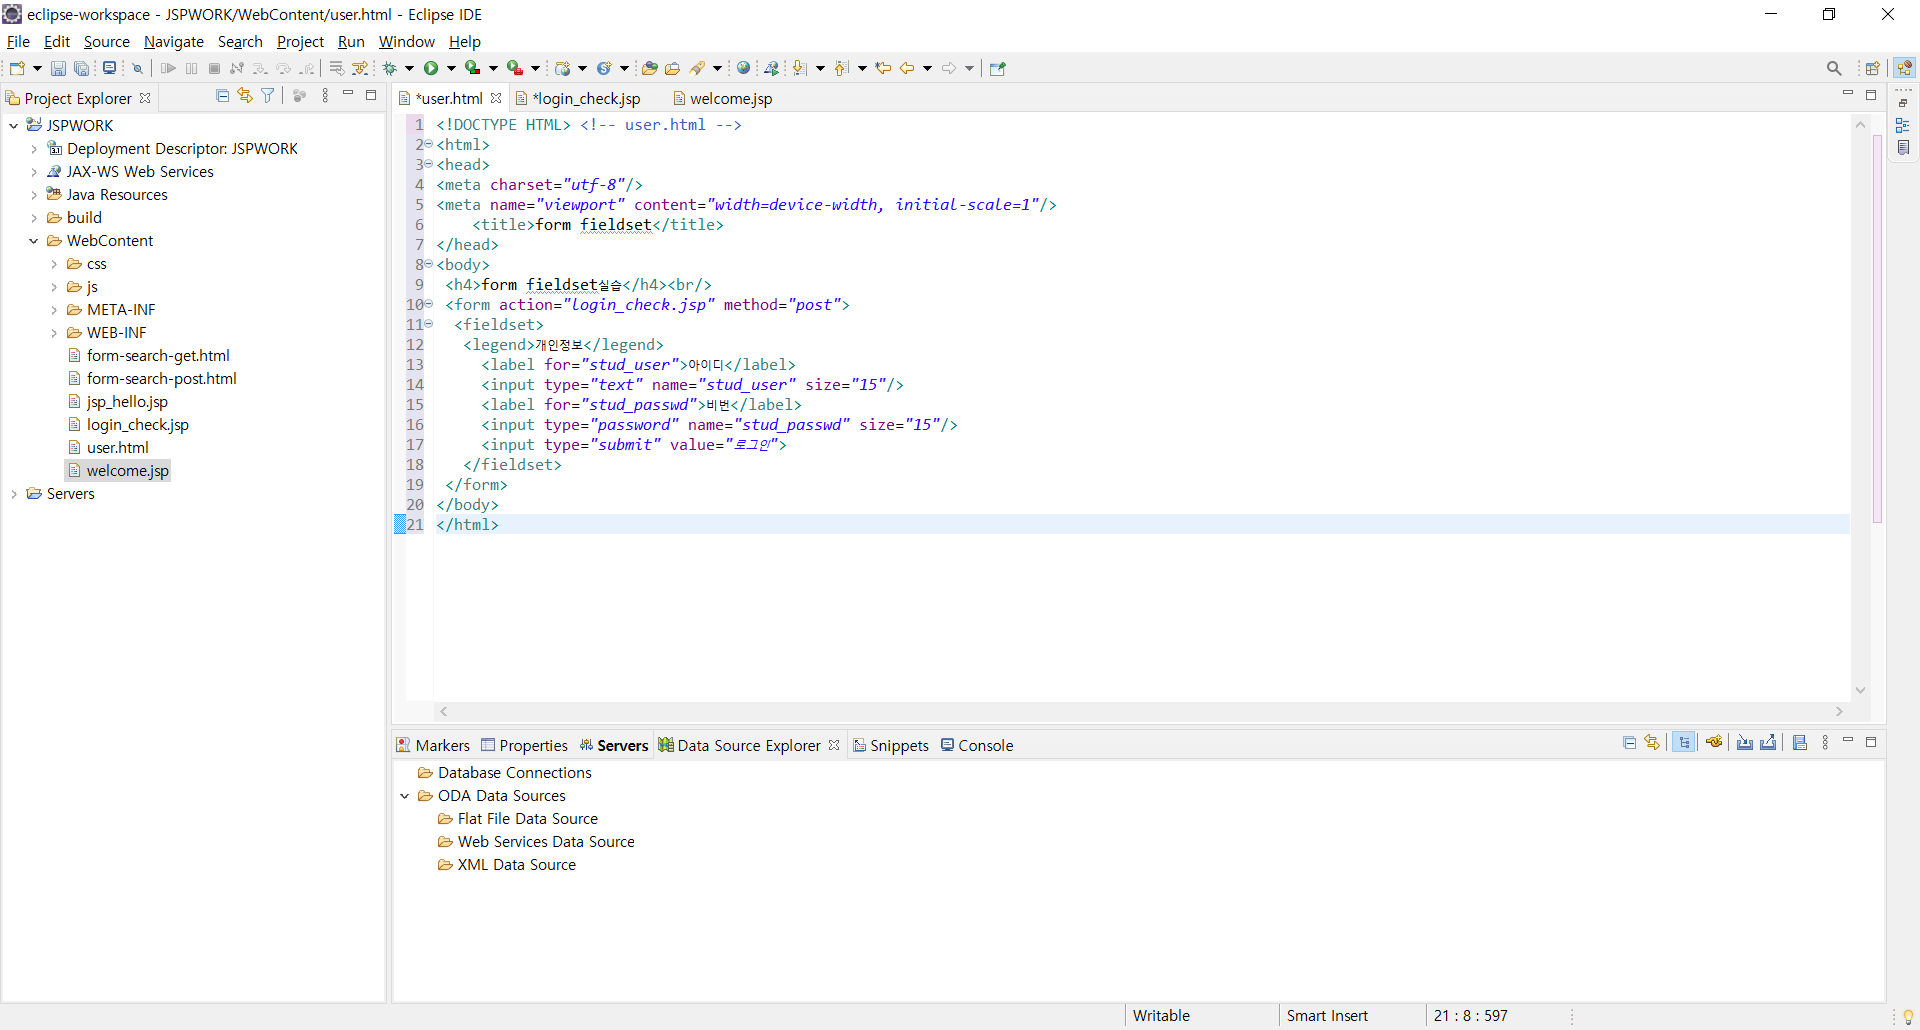 eclipse-workspace - JSPWORK/WebContent/user.html - Eclipse IDE
File Edit Source Navigate Search Project Run Window Help
Project Explorer
JSPWORK
Deployment Descriptor: JSPWORK
JAX-WS Web Services
Java Resources
build
WebContent
css
js
META-INF
WEB-INF
form-search-get.html
form-search-post.html
jsp_hello.jsp
login_check.jsp
user.html
welcome.jsp
Servers
*user.html *login_check.jsp welcome.jsp
1 <!DOCTYPE HTML> <!-- user.html -->
2 <html>
3 <head>
4 <meta charset="utf-8"/>
5 <meta name="viewport" content="width=device-width, initial-scale=1"/>
6 <title>form fieldset</title>
7 </head>
8 <body>
9 <h4>form fieldset실습</h4><br/>
10 <form action="login_check.jsp" method="post">
11 <fieldset>
12 <legend>개인정보</legend>
13 <label for="stud_user">아이디</label>
14 <input type="text" name="stud_user" size="15"/>
15 <label for="stud_passwd">비번</label>
16 <input type="password" name="stud_passwd" size="15"/>
17 <input type="submit" value="로그인">
18 </fieldset>
19 </form>
20 </body>
21 </html>
Markers Properties Servers Data Source Explorer Snippets Console
Database Connections
ODA Data Sources
Flat File Data Source
Web Services Data Source
XML Data Source
Writable Smart Insert 21 : 8 : 597